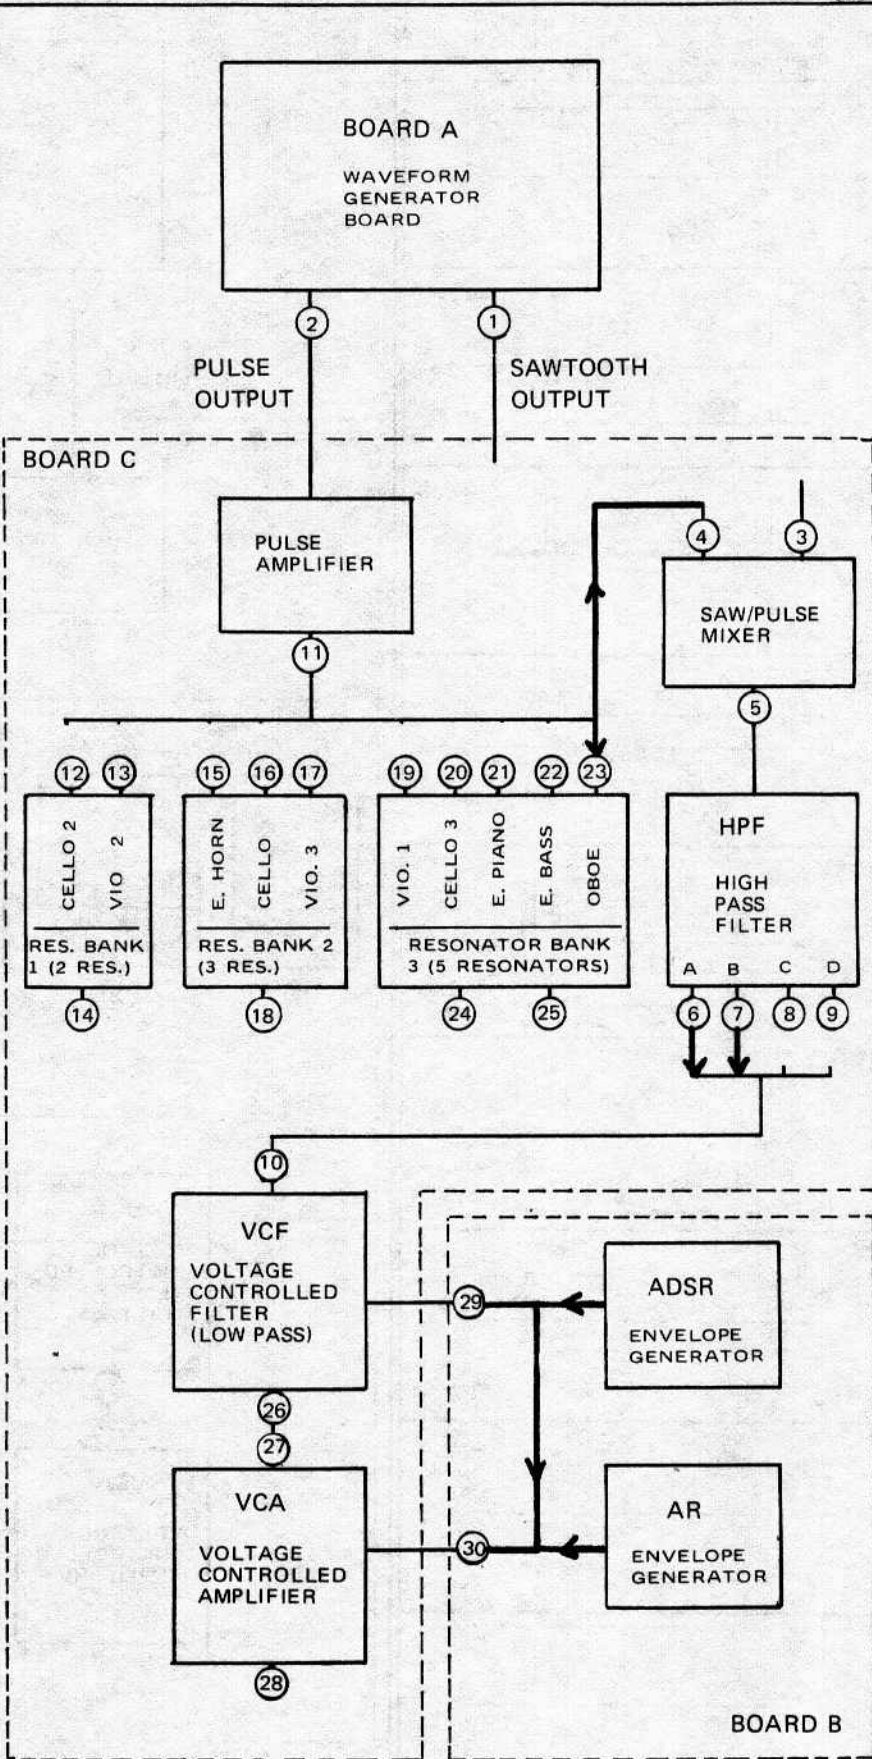 BOARD A
WAVEFORM
GENERATOR
BOARD
2
1
PULSE
OUTPUT
SAWTOOTH
OUTPUT
BOARD C
PULSE
AMPLIFIER
4
3
SAW/PULSE
MIXER
11
5
12
13
15
16
17
19
20
21
22
23
CELLO 2
VIO 2
RES. BANK
1 (2 RES.)
E. HORN
CELLO
VIO. 3
RES. BANK 2
(3 RES.)
VIO. 1
CELLO 3
E. PIANO
E. BASS
OBOE
RESONATOR BANK
3 (5 RESONATORS)
HPF
HIGH
PASS
FILTER
A B C D
14
18
24
25
6
7
8
9
10
VCF
VOLTAGE
CONTROLLED
FILTER
(LOW PASS)
29
ADSR
ENVELOPE
GENERATOR
26
27
VCA
VOLTAGE
CONTROLLED
AMPLIFIER
30
AR
ENVELOPE
GENERATOR
28
BOARD B